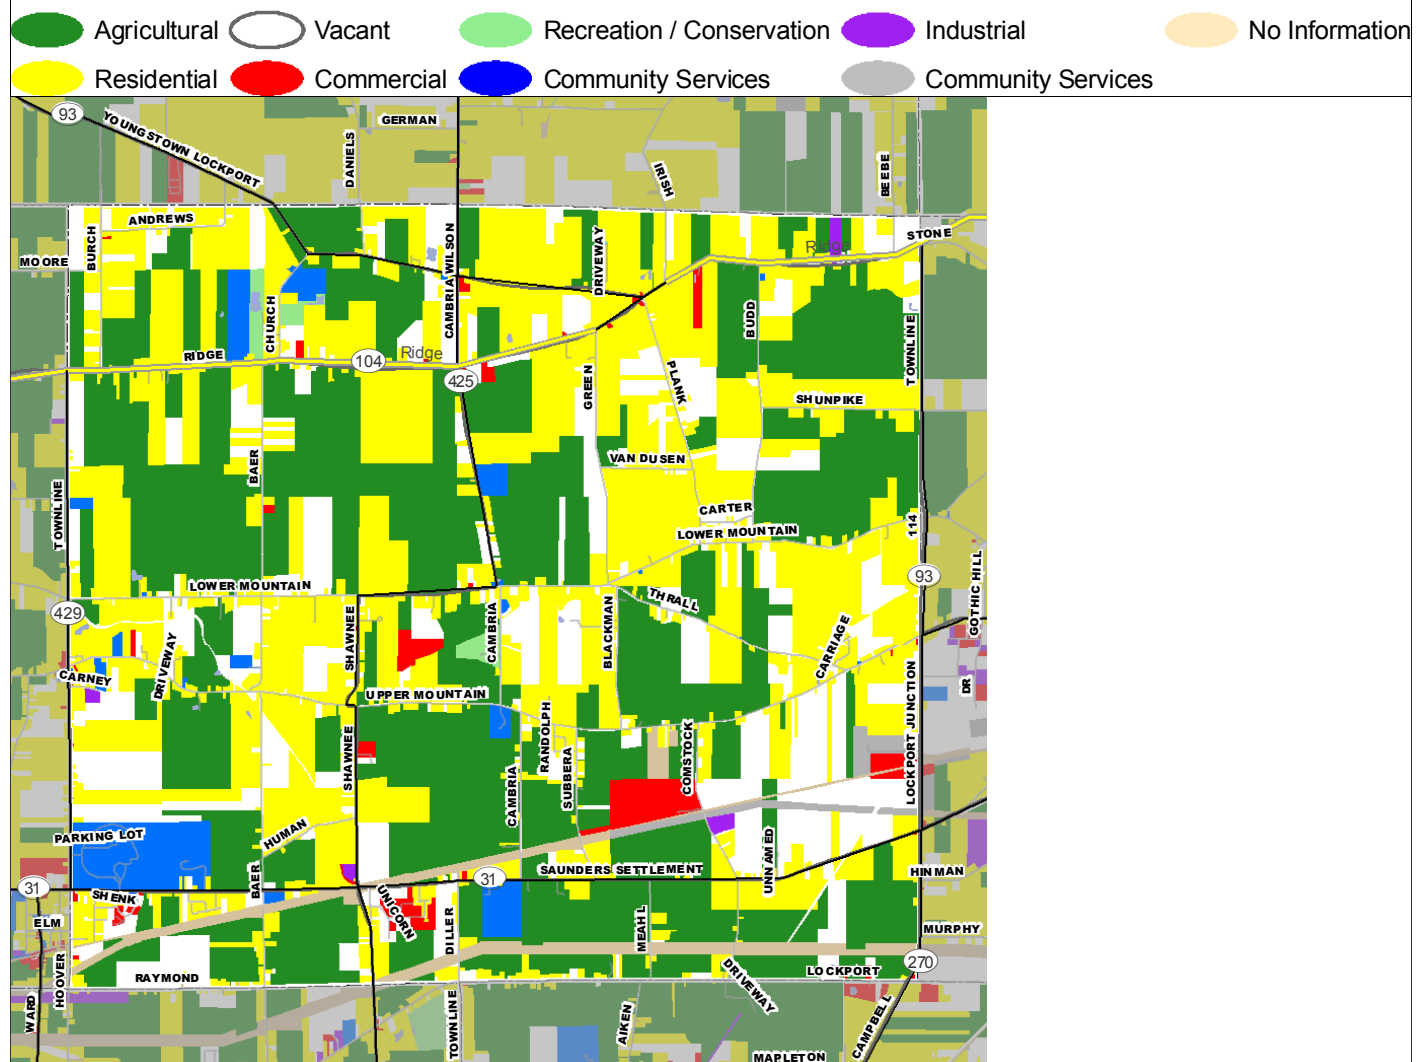 Agricultural Vacant Recreation / Conservation Industrial No Information
Residential Commercial Community Services Community Services
93
YOUNGSTOWN LOCKPORT
DANIELS
GERMAN
IRISH
BEEBE
ANDREWS
BURCH
MOORE
CAMBRIA WILSON
DRIVEWAY
Ridge
STONE
CHURCH
BUDD
TOWNLINE
RIDGE
104
Ridge
425
GREEN
PLANK
SHUNPIKE
BAER
VAN DUSEN
TOWNLINE
CARTER
LOWER MOUNTAIN
114
93
GOTHIC HILL
LOWER MOUNTAIN
429
THRALL
SHAWNEE
CAMBRIA
BLACKMAN
CARRIAGE
DRIVEWAY
CARNEY
UPPER MOUNTAIN
DR
LOCKPORT JUNCTION
SHAWNEE
RANDOLPH
SUBBERA
COMSTOCK
CAMBRIA
PARKING LOT
HUMAN
UNNAMED
BAER
SAUNDERS SETTLEMENT
HINMAN
31
31
SHENK
UNICORN
ELM
DILLER
MEAHL
MURPHY
HOOVER
RAYMOND
DRIVEWAY
LOCKPORT
270
WARD
TOWNLINE
AIKEN
CAMPBELL
MAPLETON